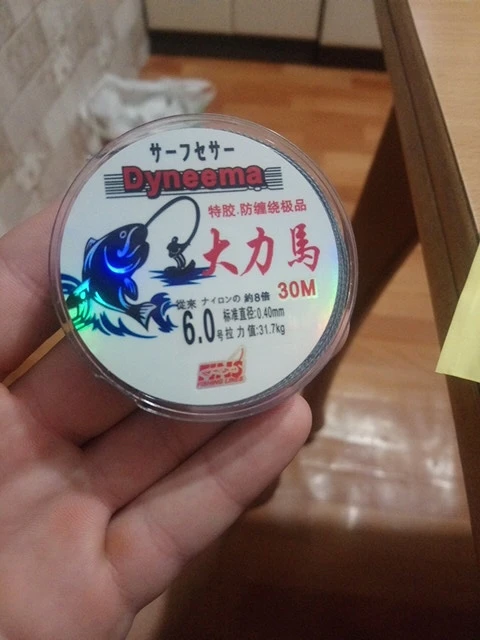 サーフセサー
Dyneema
特胶.防缠绕极品
大力馬
30M
従来 ナイロンの 約8倍
6.0号
标准直径:0.40mm
拉力值:31.7kg
FISHING LINES